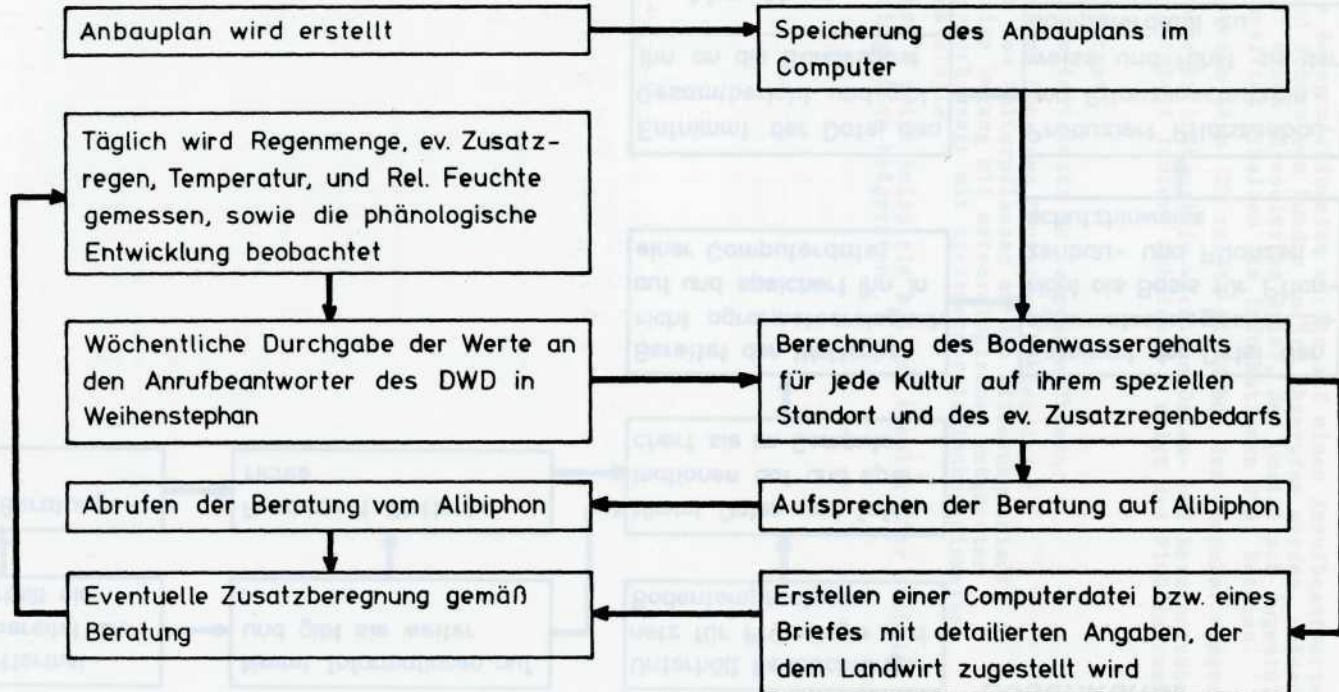 Anbauplan wird erstellt
Speicherung des Anbauplans im
Computer
Täglich wird Regenmenge, ev. Zusatz-
regen, Temperatur, und Rel. Feuchte
gemessen, sowie die phänologische
Entwicklung beobachtet
Wöchentliche Durchgabe der Werte an
den Anrufbeantworter des DWD in
Weihenstephan
Berechnung des Bodenwassergehalts
für jede Kultur auf ihrem speziellen
Standort und des ev. Zusatzregenbedarfs
Abrufen der Beratung vom Alibiphon
Aufsprechen der Beratung auf Alibiphon
Eventuelle Zusatzberegnung gemäß
Beratung
Erstellen einer Computerdatei bzw. eines
Briefes mit detailierten Angaben, der
dem Landwirt zugestellt wird